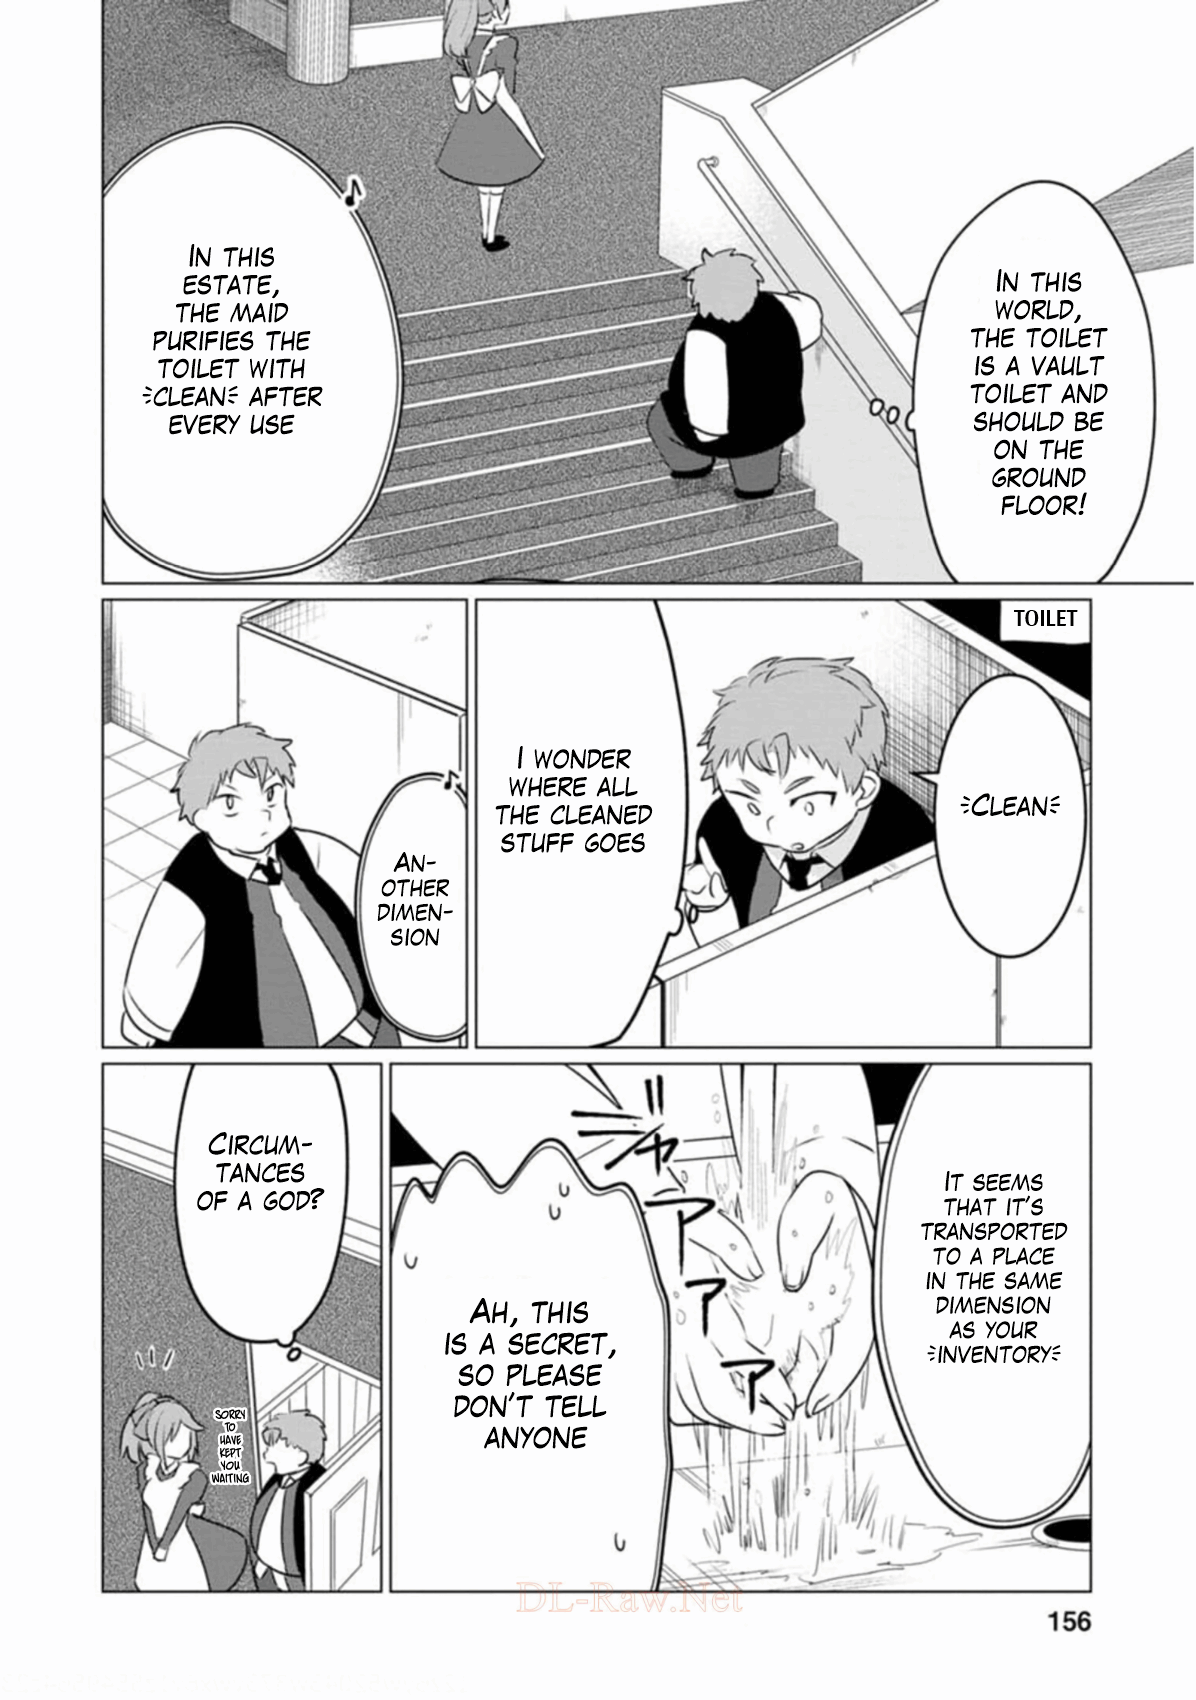 IN THIS
WORLD,
THE TOILET
IS A VAULT
TOILET AND
SHOULD BE
ON THE
GROUND
FLOOR!
♪
IN THIS
ESTATE,
THE MAID
PURIFIES THE
TOILET WITH
CLEAN AFTER
EVERY USE
TOILET
CLEAN
I WONDER
WHERE ALL
THE CLEANED
STUFF GOES
♪
AN-
OTHER
DIMEN-
SION
IT SEEMS
THAT IT'S
TRANSPORTED
TO A PLACE
IN THE SAME
DIMENSION
AS YOUR
INVENTORY
ジャアアア
AH, THIS
IS A SECRET,
SO PLEASE
DON'T TELL
ANYONE
CIRCUM-
TANCES
OF A GOD?
SORRY
TO
HAVE
KEPT
YOU
WAITING
DL-Raw.Net
156